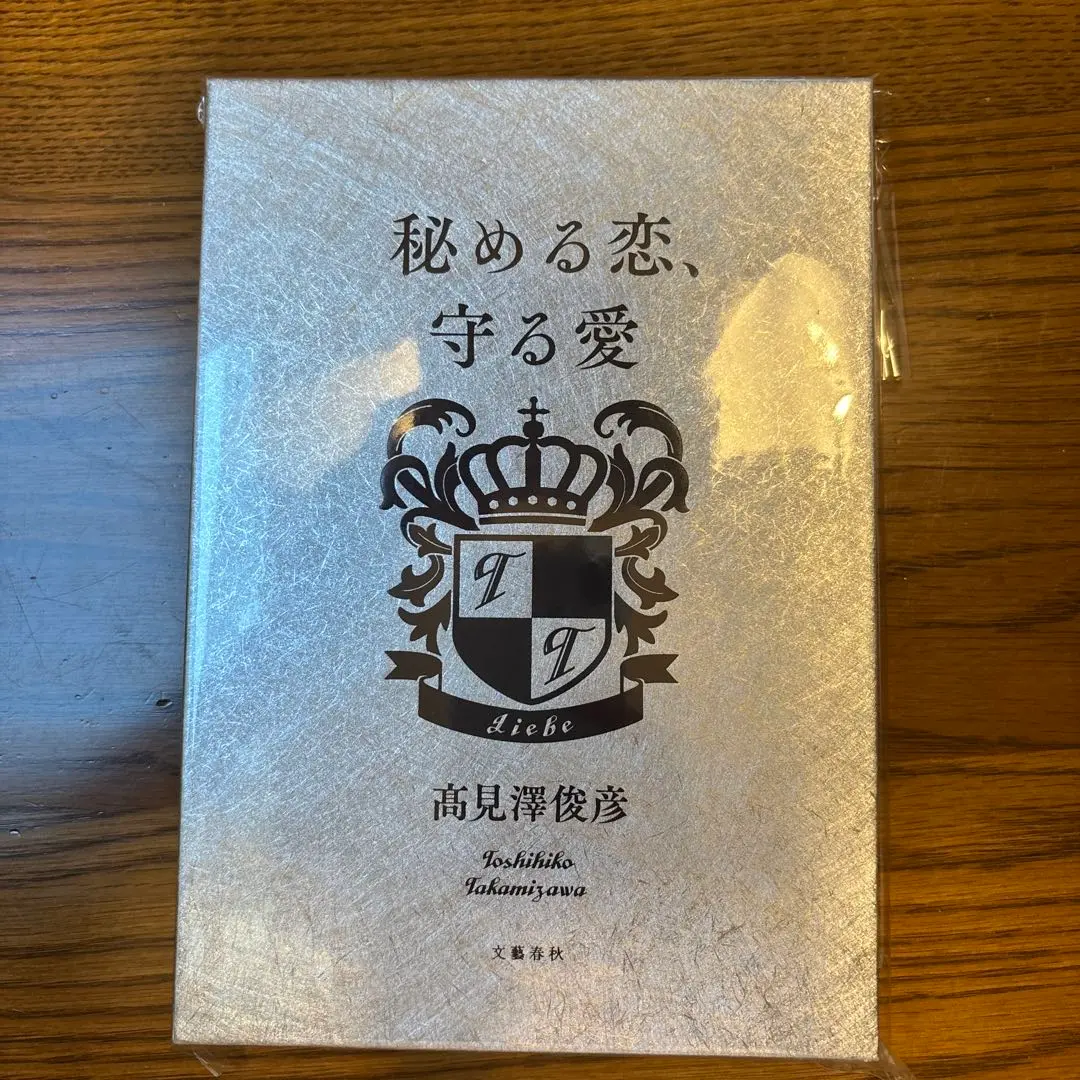 秘める恋、
守る愛
T
T
Liebe
髙見澤俊彦
Toshihiko
Takamizawa
文藝春秋